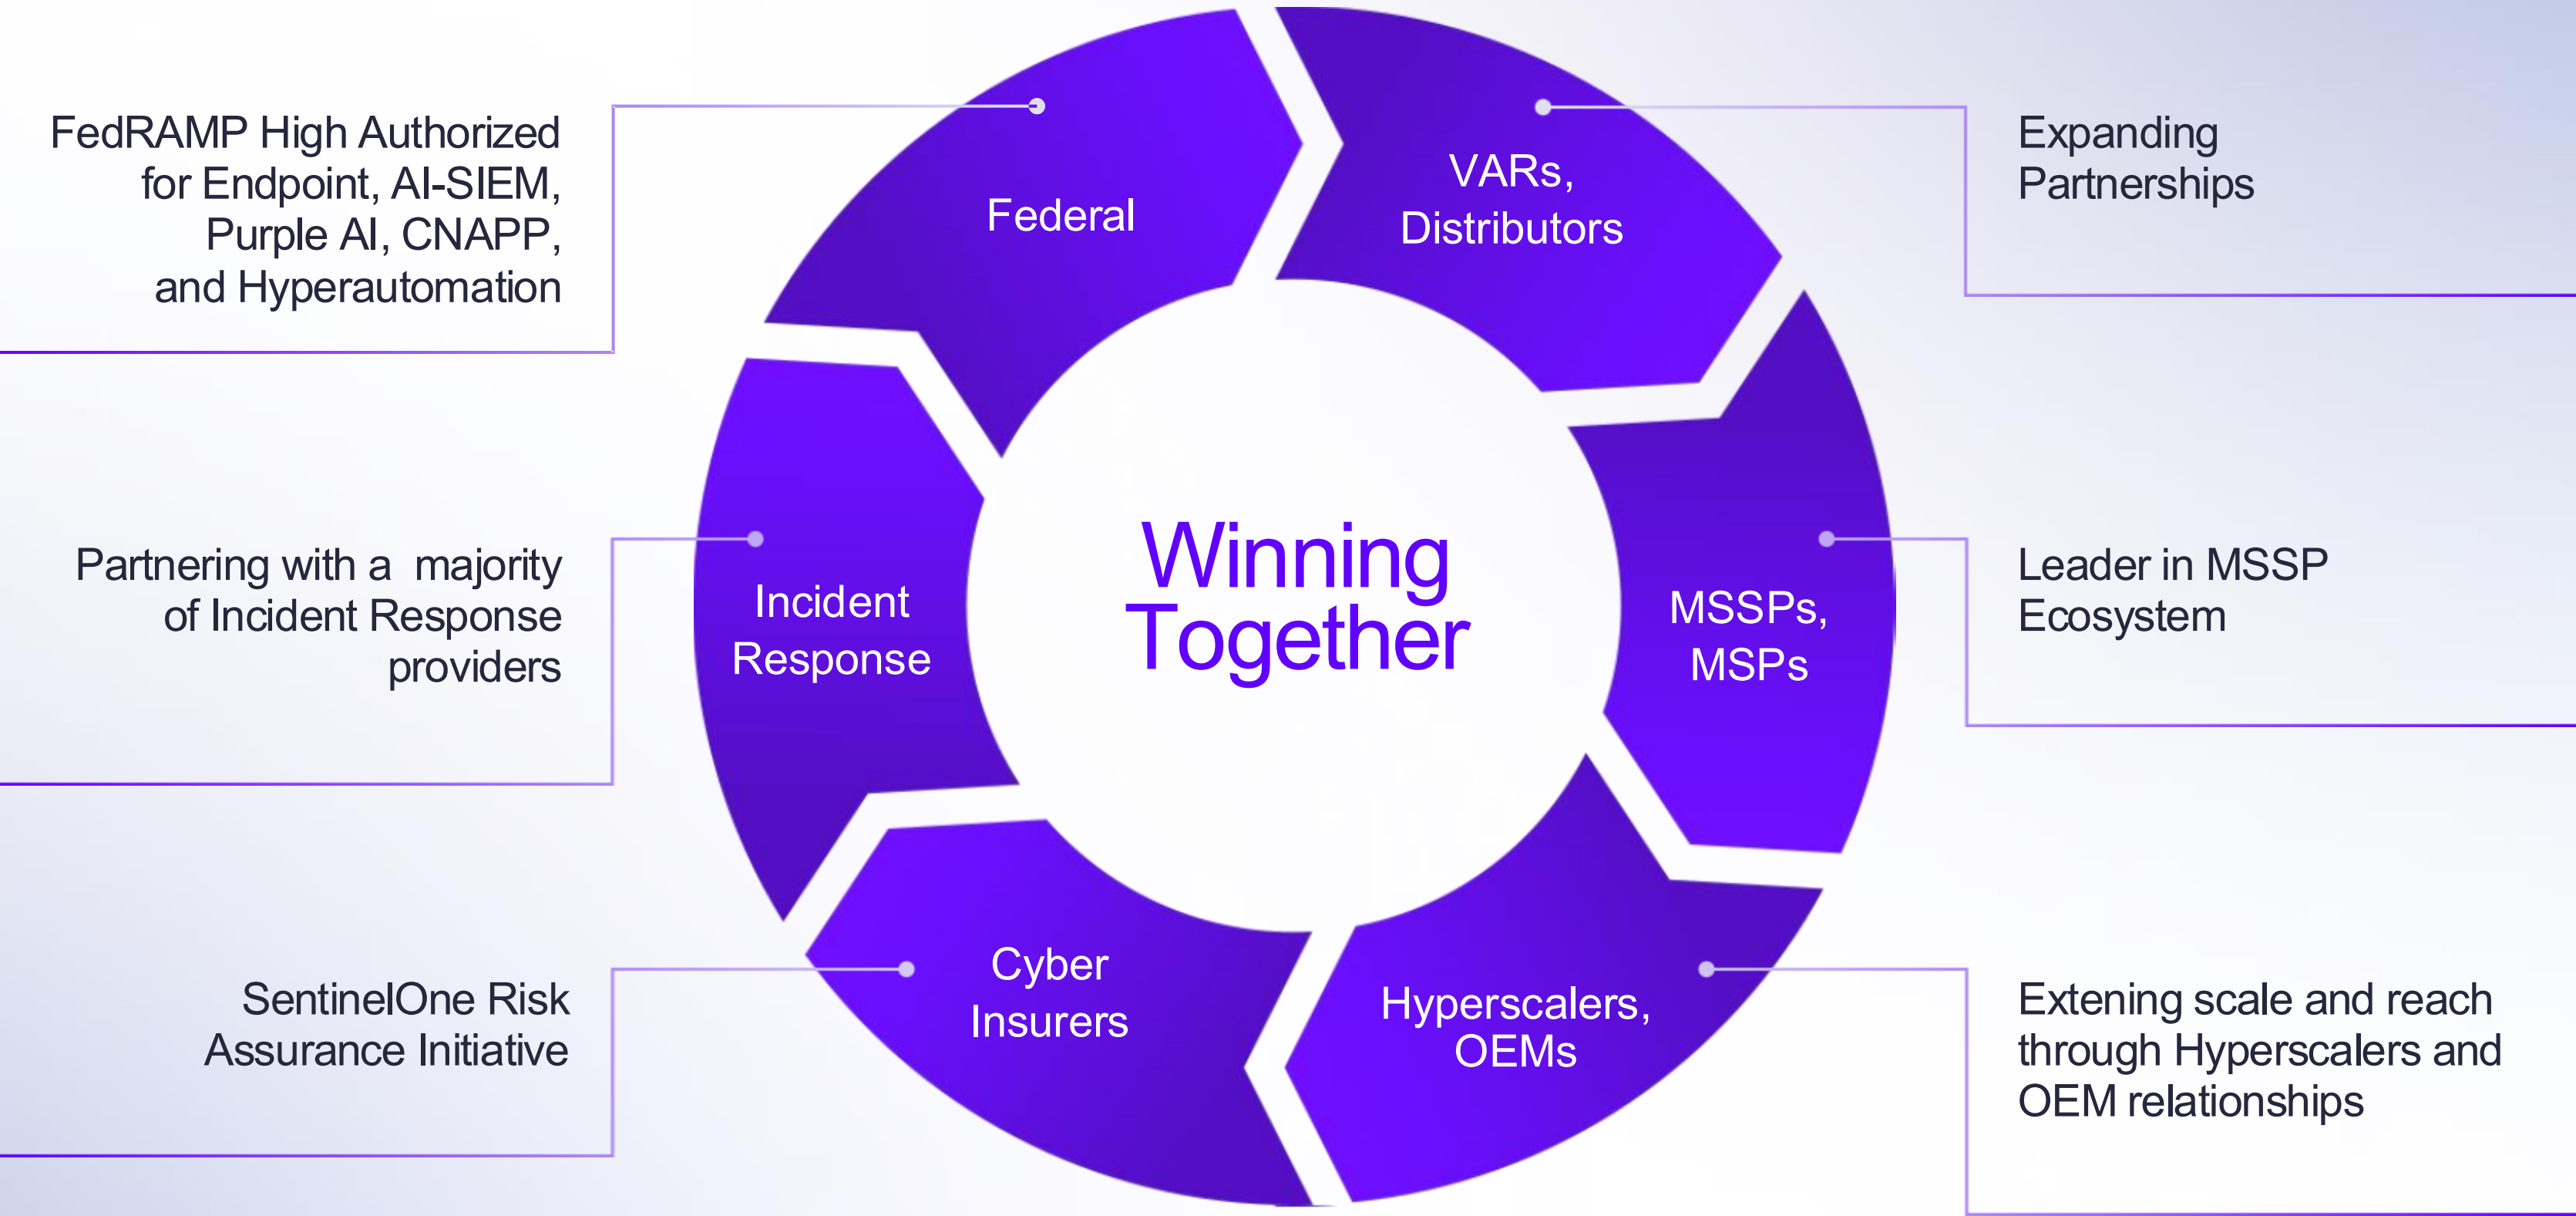 FedRAMP High Authorized
for Endpoint, AI-SIEM,
Purple AI, CNAPP,
and Hyperautomation
Federal
VARs,
Distributors
Expanding
Partnerships
Partnering with a majority
of Incident Response
providers
Incident
Response
Winning
Together
MSSPs,
MSPs
Leader in MSSP
Ecosystem
SentinelOne Risk
Assurance Initiative
Cyber
Insurers
Hyperscalers,
OEMs
Extening scale and reach
through Hyperscalers and
OEM relationships